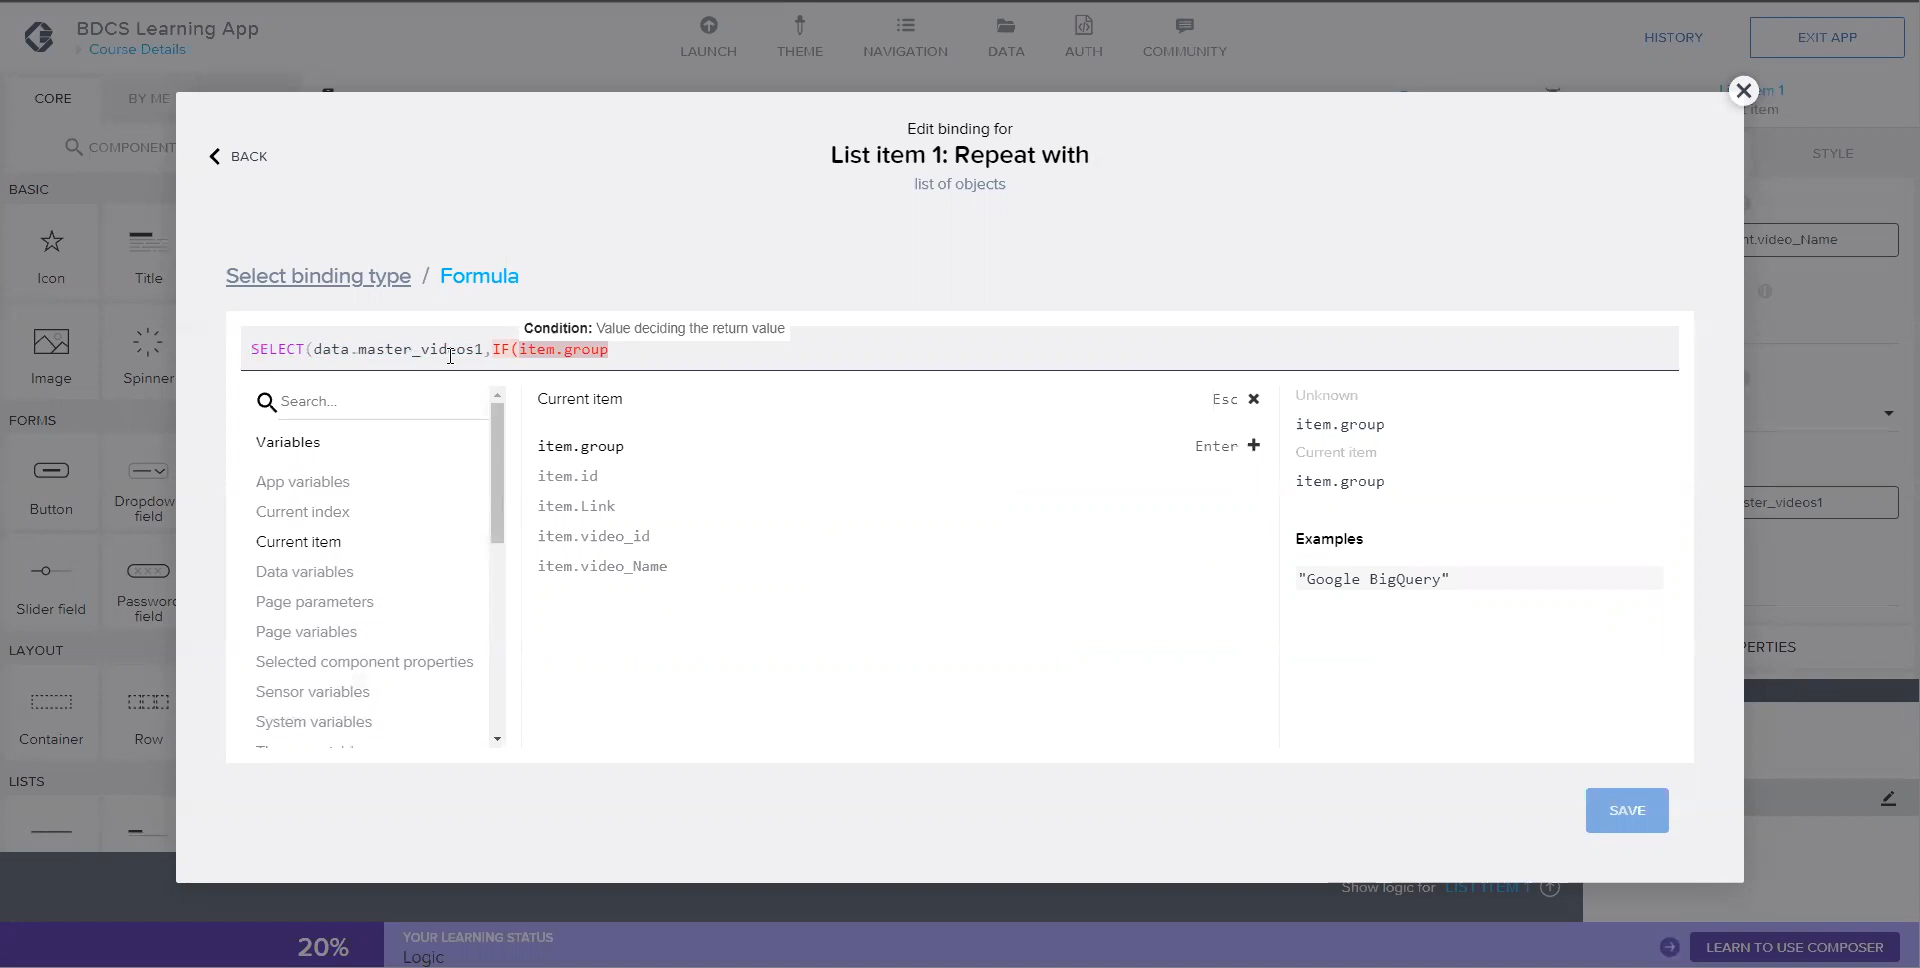 BDCS Learning App
Course Details
LAUNCH
THEME
NAVIGATION
DATA
AUTH
COMMUNITY
HISTORY
EXIT APP
CORE
BY ME
COMPONENT
BASIC
Icon
Title
Image
Spinner
FORMS
Button
Dropdow
field
Slider field
Passwor
field
LAYOUT
Container
Row
LISTS
BACK
Edit binding for
List item 1: Repeat with
list of objects
Select binding type / Formula
Condition: Value deciding the return value
SELECT(data.master_videos1,IF(item.group
Search...
Variables
App variables
Current index
Current item
Data variables
Page parameters
Page variables
Selected component properties
Sensor variables
System variables
Current item
Esc
item.group
Enter
item.id
item.Link
item.video_id
item.video_Name
Unknown
item.group
Current item
item.group
Examples
"Google BigQuery"
SAVE
em 1
item
STYLE
nt.video_Name
ster_videos1
PERTIES
Show logic for LIST ITEM 1
20%
YOUR LEARNING STATUS
Logic
LEARN TO USE COMPOSER